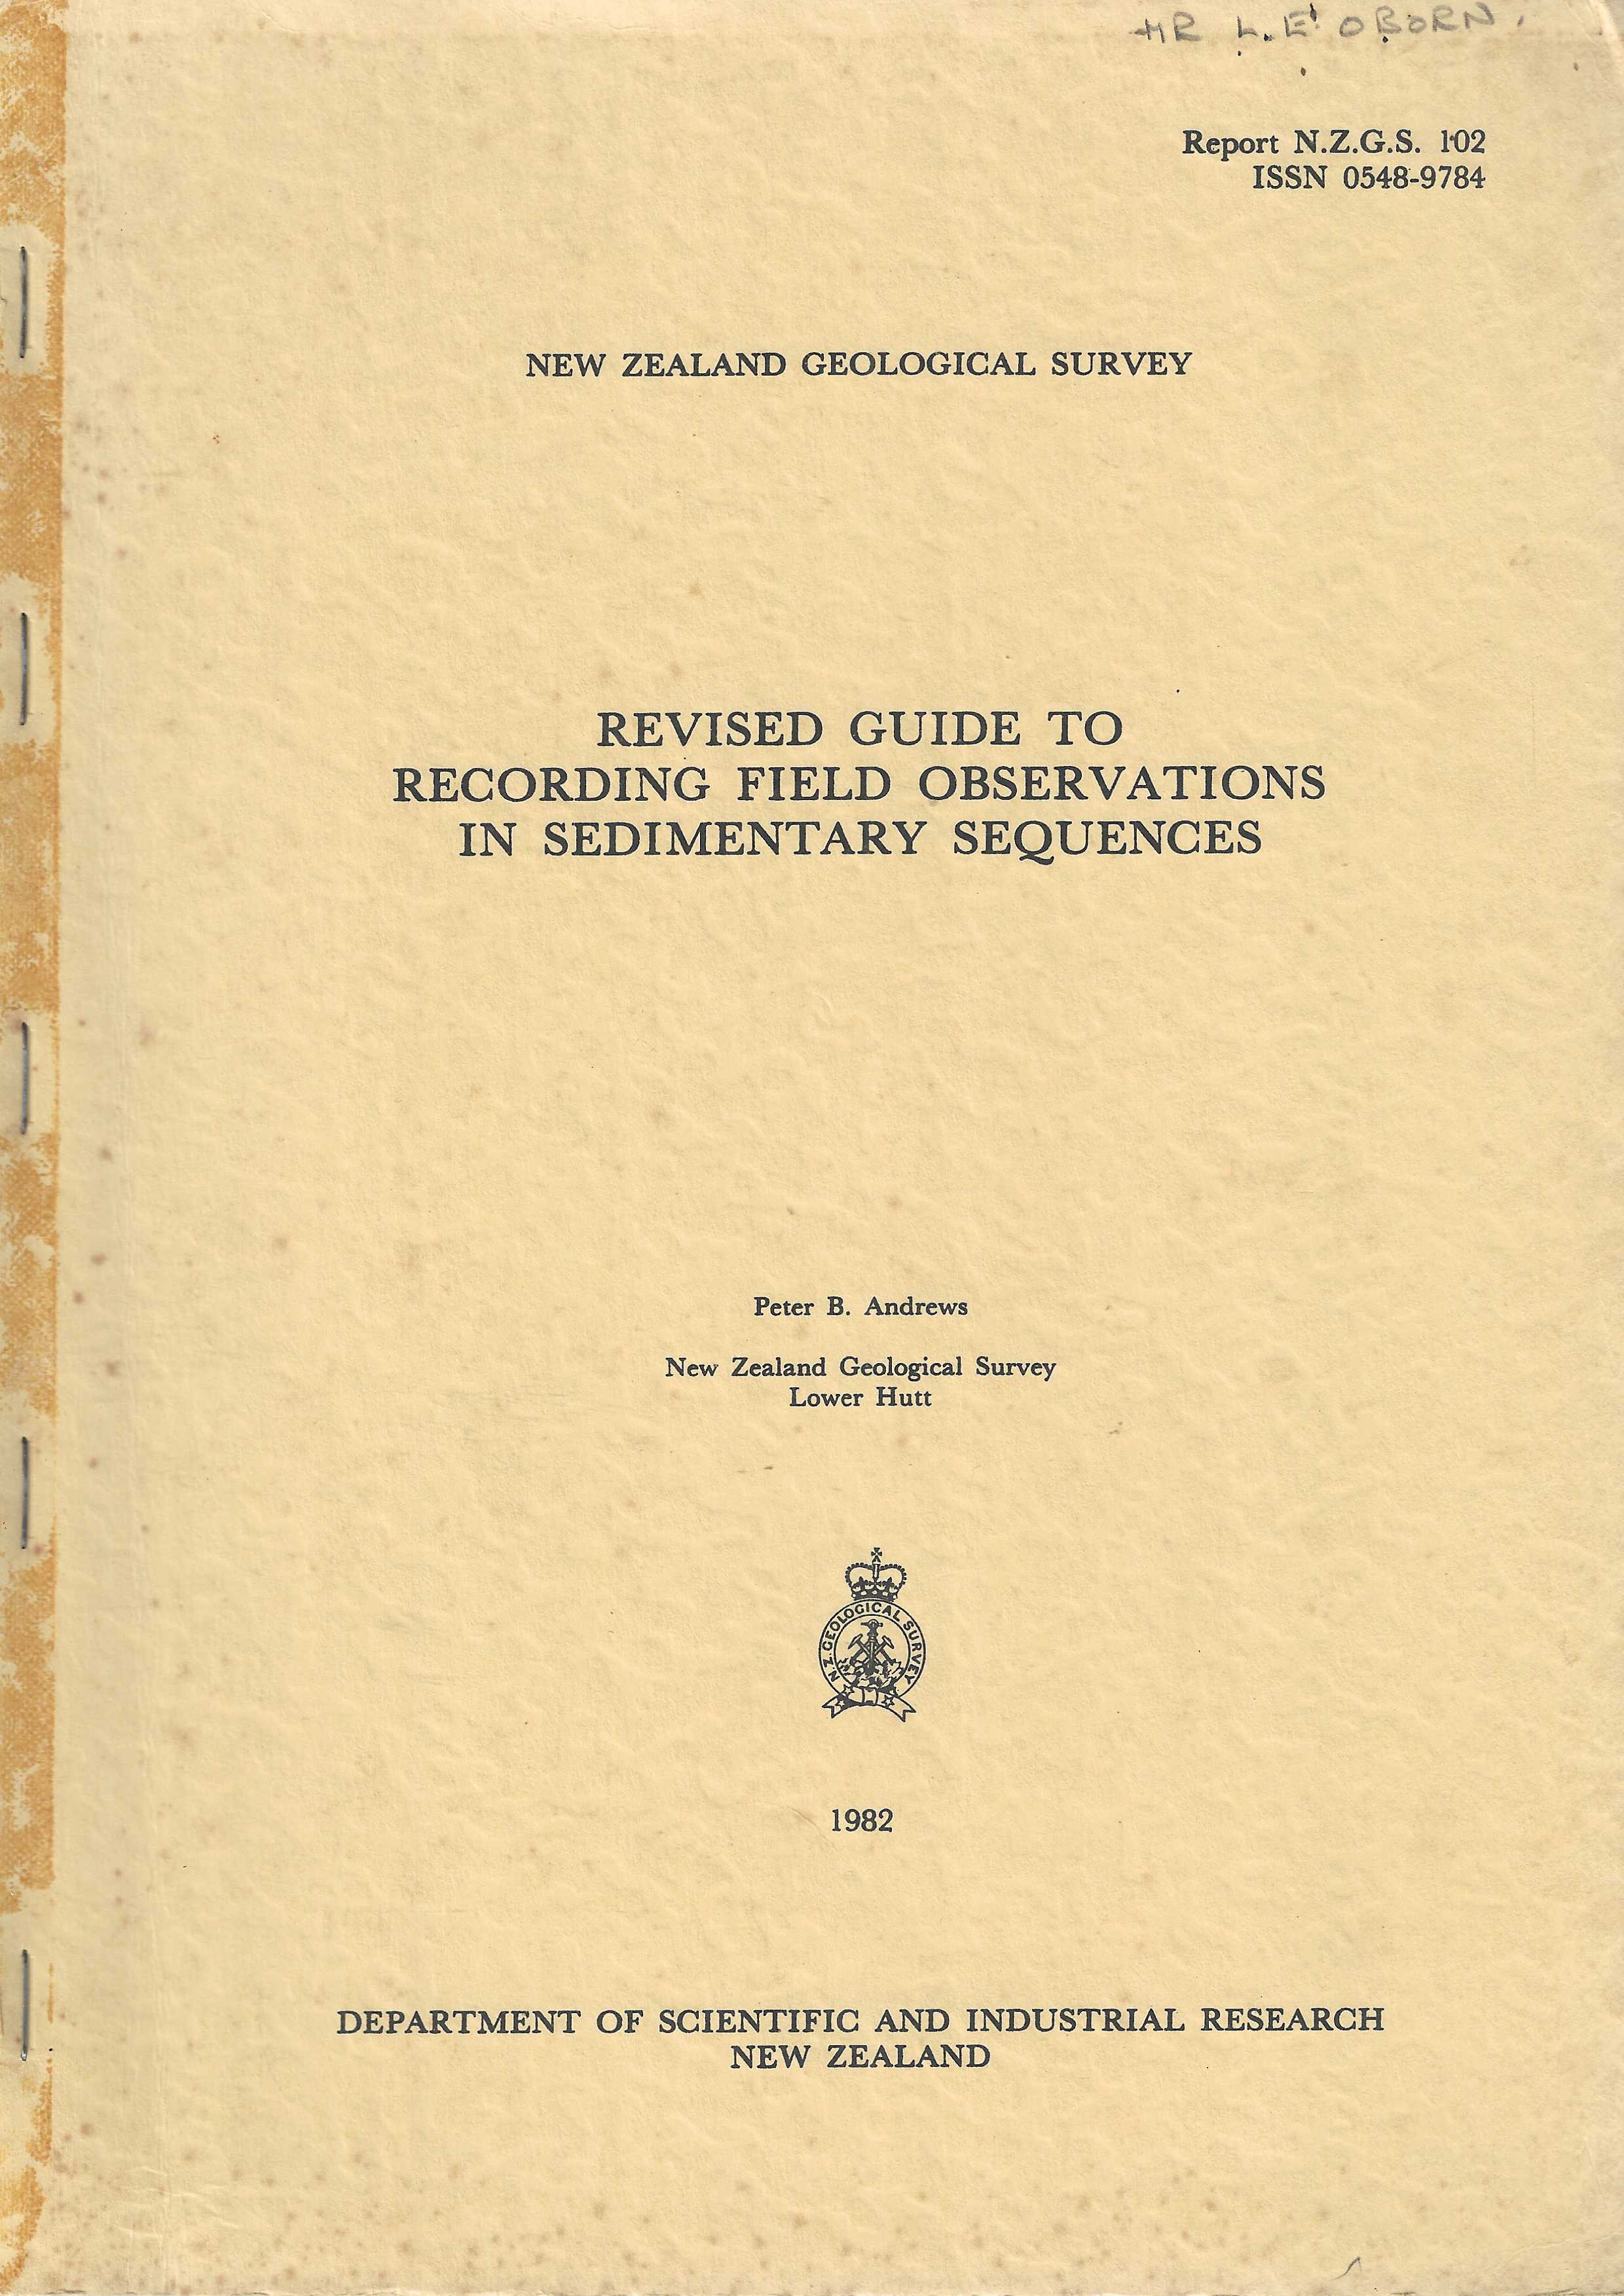 MR L.E. OBORN.
Report N.Z.G.S. 102
ISSN 0548-9784
NEW ZEALAND GEOLOGICAL SURVEY
REVISED GUIDE TO
RECORDING FIELD OBSERVATIONS
IN SEDIMENTARY SEQUENCES
Peter B. Andrews
New Zealand Geological Survey
Lower Hutt
N.Z. GEOLOGICAL SURVEY
1982
DEPARTMENT OF SCIENTIFIC AND INDUSTRIAL RESEARCH
NEW ZEALAND